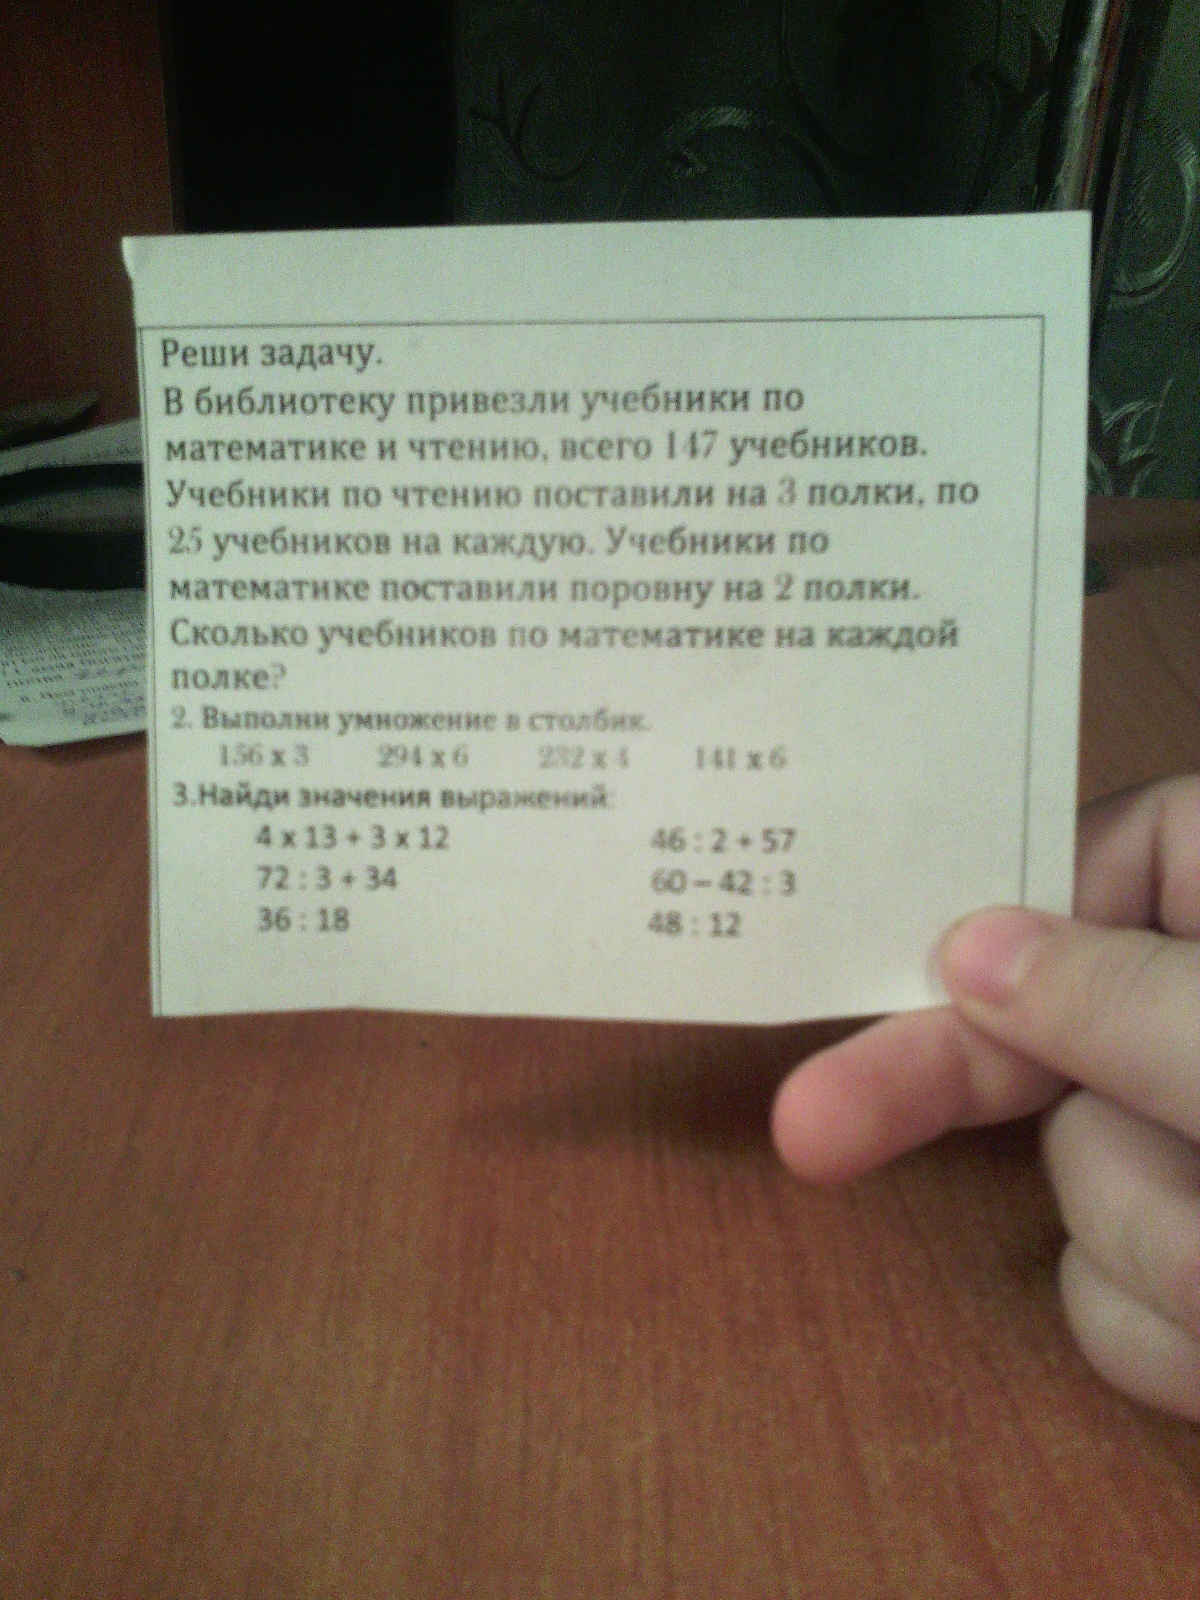 Реши задачу.
В библиотеку привезли учебники по
математике и чтению, всего 147 учебников.
Учебники по чтению поставили на 3 полки, по
25 учебников на каждую. Учебники по
математике поставили поровну на 2 полки.
Сколько учебников по математике на каждой
полке?
2. Выполни умножение в столбик.
156 х 3 294 х 6 232 х 4 141 х 6
3.Найди значения выражений:
4 х 13 + 3 х 12 46 : 2 + 57
72 : 3 + 34 60 – 42 : 3
36 : 18 48 : 12